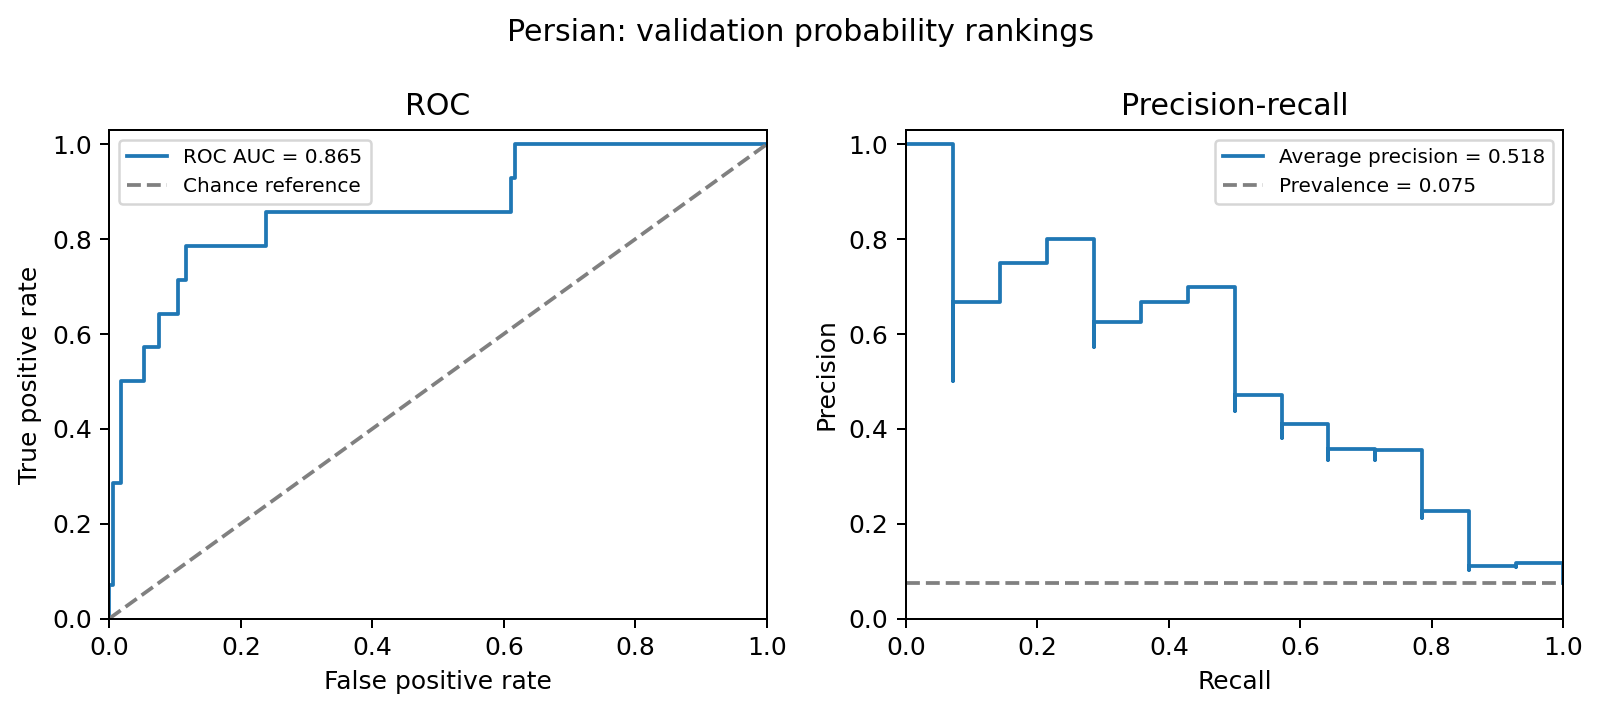 Persian: validation probability rankings
ROC
1.0
0.8
0.6
0.4
0.2
0.0
True positive rate
ROC AUC = 0.865
Chance reference
0.0 0.2 0.4 0.6 0.8 1.0
False positive rate
Precision-recall
1.0
0.8
0.6
0.4
0.2
0.0
Precision
Average precision = 0.518
Prevalence = 0.075
0.0 0.2 0.4 0.6 0.8 1.0
Recall